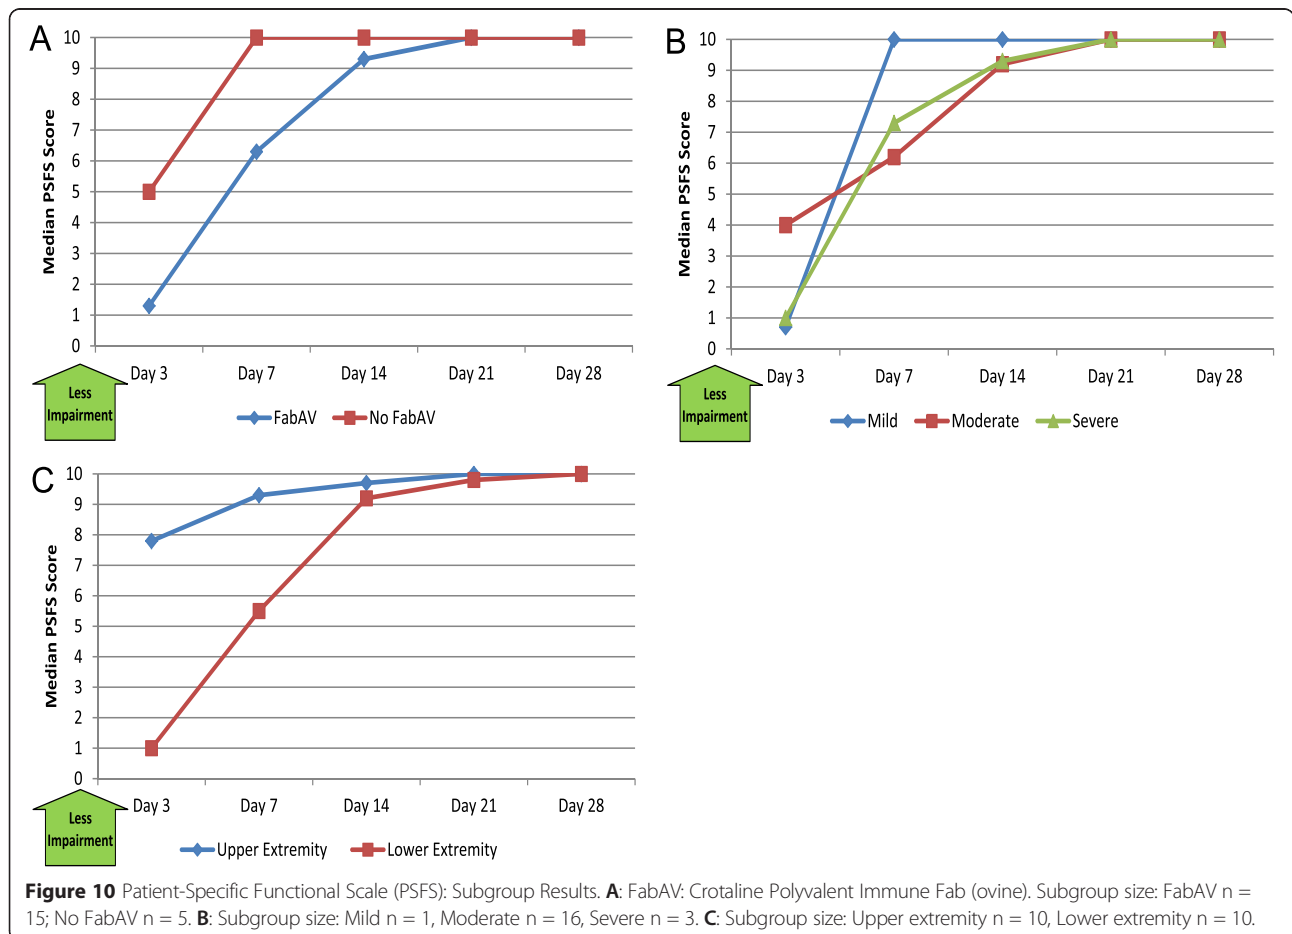 A
Median PSFS Score
10
9
8
7
6
5
4
3
2
1
0
Day 3 Day 7 Day 14 Day 21 Day 28
Less
Impairment
FabAV No FabAV
B
Median PSFS Score
10
9
8
7
6
5
4
3
2
1
0
Day 3 Day 7 Day 14 Day 21 Day 28
Less
Impairment
Mild Moderate Severe
C
Median PSFS Score
10
9
8
7
6
5
4
3
2
1
0
Day 3 Day 7 Day 14 Day 21 Day 28
Less
Impairment
Upper Extremity Lower Extremity
Figure 10 Patient-Specific Functional Scale (PSFS): Subgroup Results. A: FabAV: Crotaline Polyvalent Immune Fab (ovine). Subgroup size: FabAV n =
15; No FabAV n = 5. B: Subgroup size: Mild n = 1, Moderate n = 16, Severe n = 3. C: Subgroup size: Upper extremity n = 10, Lower extremity n = 10.